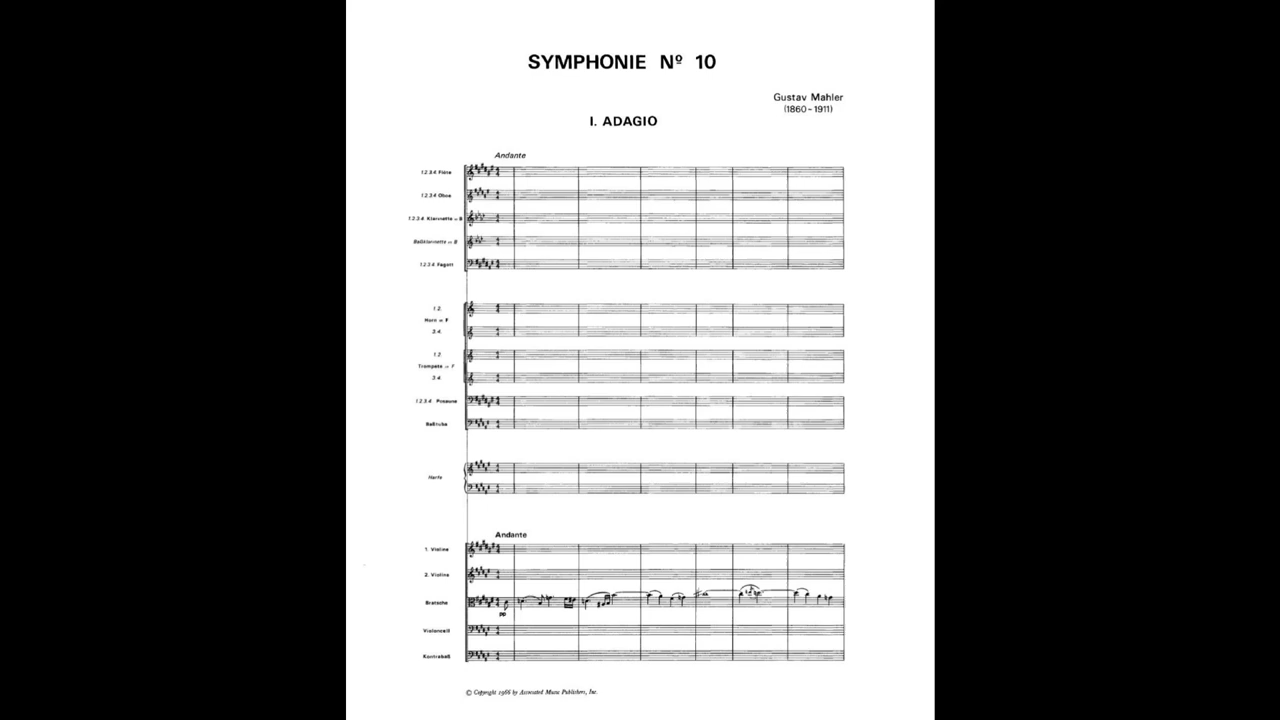 SYMPHONIE Nº 10
Gustav Mahler
(1860-1911)
I. ADAGIO
Andante
1.2.3.4 Flöte
1.2.3.4 Oboe
1.2.3.4 Klarinette in B
Baßklarinette in B
1.2.3.4 Fagott
1.2.
Horn in F
3.4.
1.2.
Trompete in F
3.4.
1.2.3.4. Posaune
Baßtuba
Harfe
Andante
1. Violine
2. Violine
Bratsche
pp
Violoncell
Kontrabaß
© Copyright 1966 by Associated Music Publishers, Inc.